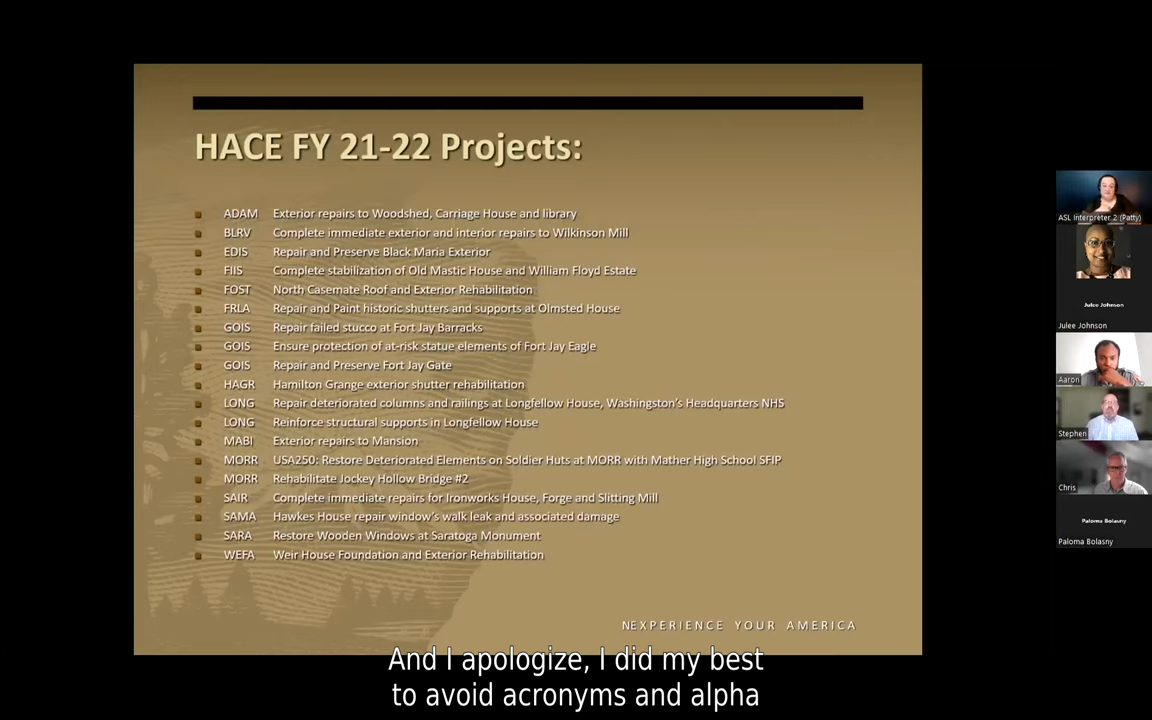 HACE FY 21-22 Projects:
ADAM Exterior repairs to Woodshed, Carriage House and library
BLRV Complete immediate exterior and interior repairs to Wilkinson Mill
EDIS Repair and Preserve Black Maria Exterior
FIIS Complete stabilization of Old Mastic House and William Floyd Estate
FOST North Casemate Roof and Exterior Rehabilitation
FRLA Repair and Paint historic shutters and supports at Olmsted House
GOIS Repair failed stucco at Fort Jay Barracks
GOIS Ensure protection of at-risk statue elements of Fort Jay Eagle
GOIS Repair and Preserve Fort Jay Gate
HAGR Hamilton Grange exterior shutter rehabilitation
LONG Repair deteriorated columns and railings at Longfellow House, Washingston's Headquarters NHS
LONG Reinforce structural supports in Longfellow House
MABI Exterior repairs to Mansion
MORR USA250: Restore Deteriorated Elements on Soldier Huts at MORR with Mather High School SFIP
MORR Rehabilitate Jockey Hollow Bridge #2
SAIR Complete immediate repairs for Ironworks House, Forge and Slitting Mill
SAMA Hawkes House repair window's walk leak and associated damage
SARA Restore Wooden Windows at Saratoga Monument
WEFA Weir House Foundation and Exterior Rehabilitation
NEXPERIENCE YOUR AMERICA
And I apologize, I did my best
to avoid acronyms and alpha
ASL Interpreter 2 (Patty)
Julee Johnson
Julee Johnson
Aaron
Stephen
Chris
Paloma Bolasny
Paloma Bolasny